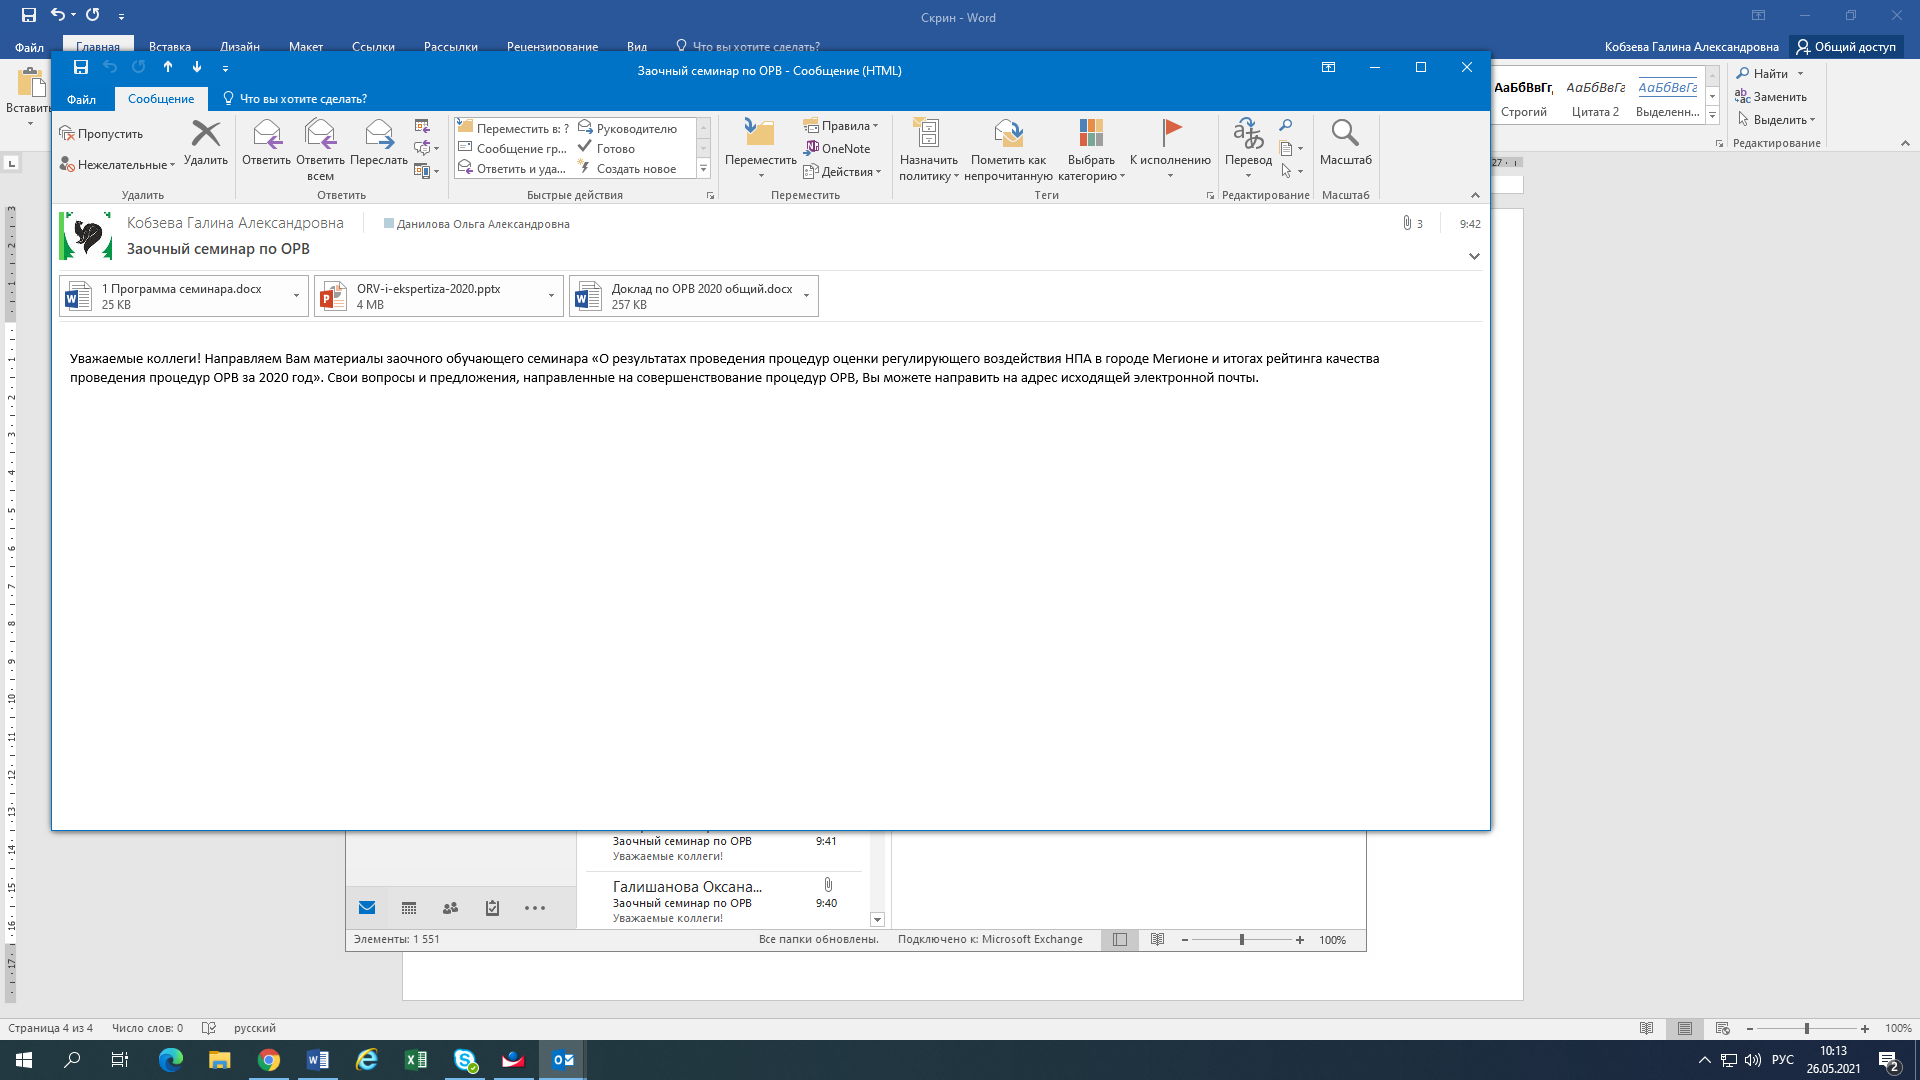 Скрин - Word
Файл Главная Вставка Дизайн Макет Ссылки Рассылки Рецензирование Вид Что вы хотите сделать? Кобзева Галина Александровна Общий доступ
Заочный семинар по ОРВ - Сообщение (HTML)
Файл Сообщение Что вы хотите сделать?
Вставить
Пропустить
Нежелательные
Удалить
Удалить
Ответить
Ответить всем
Переслать
Ответить
Переместить в: ?
Сообщение гр...
Ответить и уда...
Руководителю
Готово
Создать новое
Быстрые действия
Переместить
Правила
OneNote
Действия
Переместить
Назначить политику
Пометить как непрочитанную
Выбрать категорию
К исполнению
Теги
Перевод
Редактирование
Масштаб
Масштаб
АаБбВвГг,
Строгий
АаБбВвГг
Цитата 2
АаБбВвГг
Выделенн...
Найти
Заменить
Выделить
Редактирование
Кобзева Галина Александровна Данилова Ольга Александровна 3 9:42
Заочный семинар по ОРВ
1 Программа семинара.docx
25 КВ
ORV-i-ekspertiza-2020.pptx
4 МВ
Доклад по ОРВ 2020 общий.docx
257 КВ
Уважаемые коллеги! Направляем Вам материалы заочного обучающего семинара «О результатах проведения процедур оценки регулирующего воздействия НПА в городе Мегионе и итогах рейтинга качества
проведения процедур ОРВ за 2020 год». Свои вопросы и предложения, направленные на совершенствование процедур ОРВ, Вы можете направить на адрес исходящей электронной почты.
Заочный семинар по ОРВ 9:41
Уважаемые коллеги!
Галишанова Оксана...
Заочный семинар по ОРВ 9:40
Уважаемые коллеги!
Элементы: 1 551 Все папки обновлены. Подключено к: Microsoft Exchange 100%
Страница 4 из 4 Число слов: 0 русский 100%
РУС 10:13
26.05.2021
2